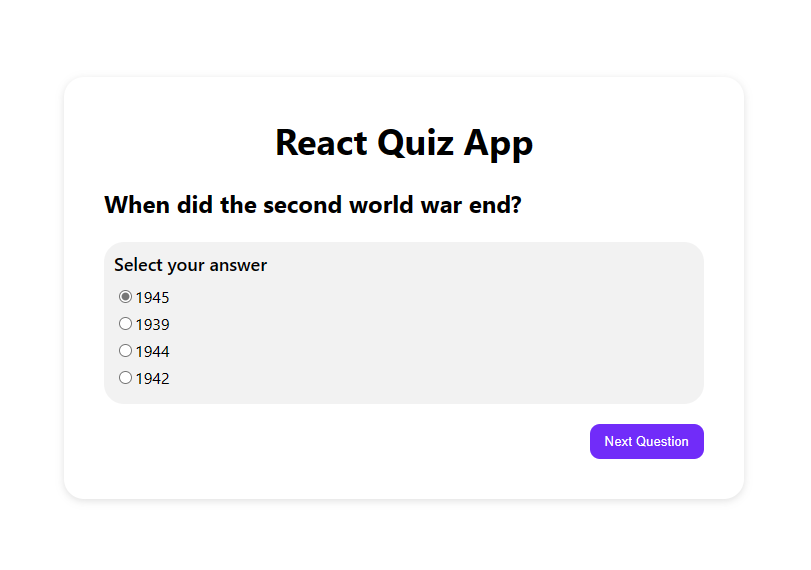 React Quiz App
When did the second world war end?
Select your answer
1945
1939
1944
1942
Next Question